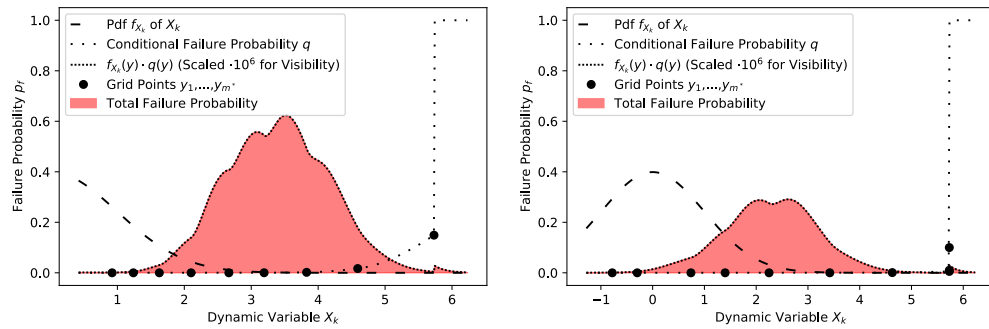 Pdf f_{X_k} of X_k
Conditional Failure Probability q
f_{X_k}(y) · q(y) (Scaled ·10^6 for Visibility)
Grid Points y_1,...,y_{m*}
Total Failure Probability
Failure Probability p_f
1.0
0.8
0.6
0.4
0.2
0.0
1 2 3 4 5 6
Dynamic Variable X_k
Pdf f_{X_k} of X_k
Conditional Failure Probability q
f_{X_k}(y) · q(y) (Scaled ·10^6 for Visibility)
Grid Points y_1,...,y_{m*}
Total Failure Probability
Failure Probability p_f
1.0
0.8
0.6
0.4
0.2
0.0
−1 0 1 2 3 4 5 6
Dynamic Variable X_k